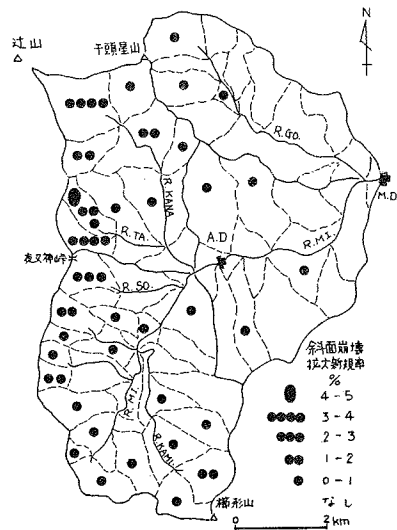 辻山
千頭星山
N
R.GO.
M.D
R.KANA
R.TA.
A.D
R.M.I.
夜叉神峠
R.SO.
R.M.I.
R.KAMI.
櫛形山
斜面崩壊
拡大新規率
%
4-5
3-4
2-3
1-2
0-1
なし
0 2km